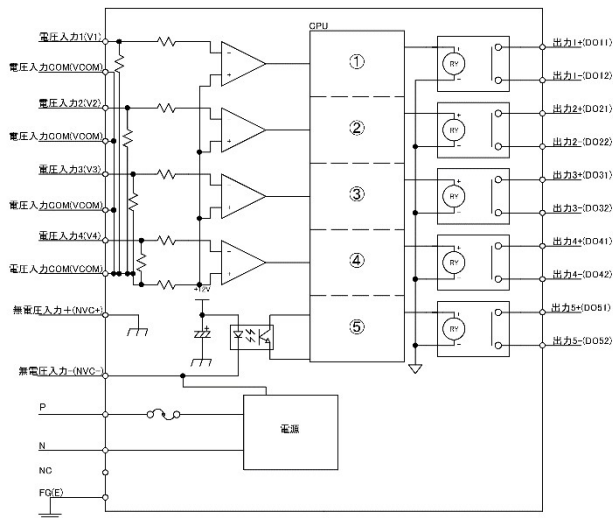 CPU
電圧入力1(V1)
電圧入力COM(VCOM)
電圧入力2(V2)
電圧入力COM(VCOM)
電圧入力3(V3)
電圧入力COM(VCOM)
電圧入力4(V4)
電圧入力COM(VCOM)
無電圧入力+(NVC+)
無電圧入力-(NVC-)
P
N
NC
FG(E)
-
+
-
+
-
+
-
+
+12V
+
電源
①
②
③
④
⑤
+
RY
-
+
RY
-
+
RY
-
+
RY
-
+
RY
-
出力1+(DO11)
出力1-(DO12)
出力2+(DO21)
出力2-(DO22)
出力3+(DO31)
出力3-(DO32)
出力4+(DO41)
出力4-(DO42)
出力5+(DO51)
出力5-(DO52)